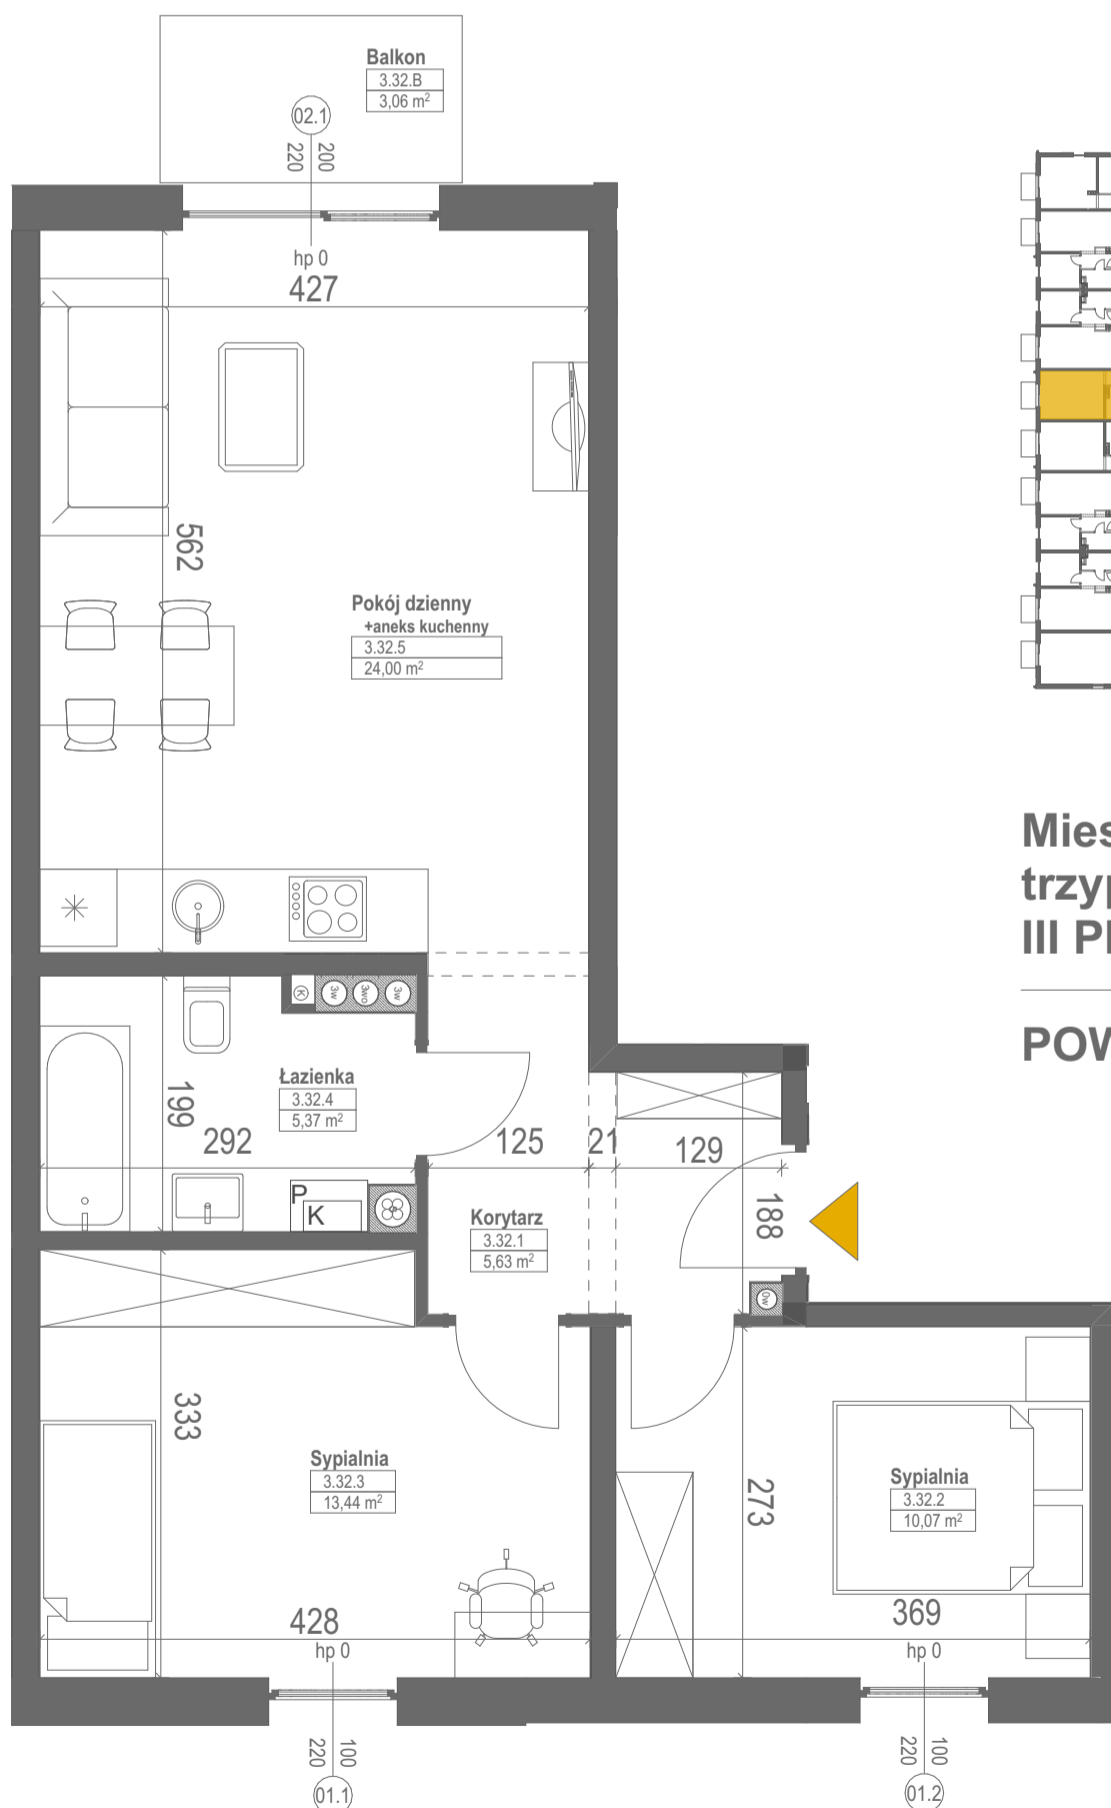 Balkon
3.32.B
3,06 m²
02.1
220
200
hp 0
427
562
Pokój dzienny
+aneks kuchenny
3.32.5
24,00 m²
K
3w
3wo
3w
Łazienka
3.32.4
5,37 m²
199
292
125
21
129
188
P
K
Korytarz
3.32.1
5,63 m²
0w
333
Sypialnia
3.32.3
13,44 m²
428
hp 0
220
100
01.1
273
Sypialnia
3.32.2
10,07 m²
369
hp 0
220
100
01.2
Mies
trzyp
III P
POW